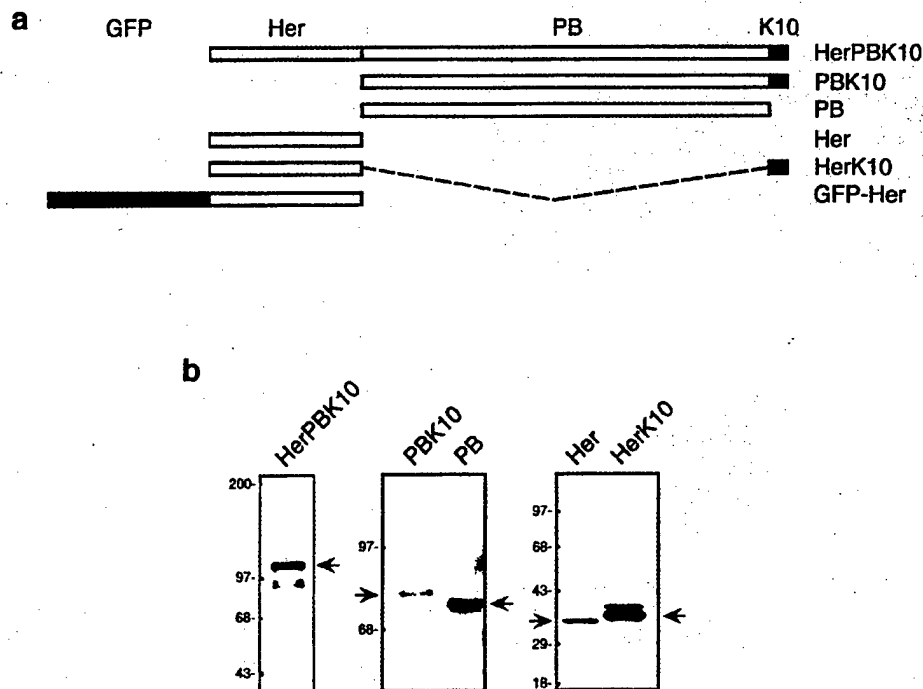 a
GFP Her PB K10
HerPBK10
PBK10
PB
Her
HerK10
GFP-Her
b
HerPBK10
200-
97-
68-
43-
PBK10 PB
97-
68-
Her HerK10
97-
68-
43-
29-
18-